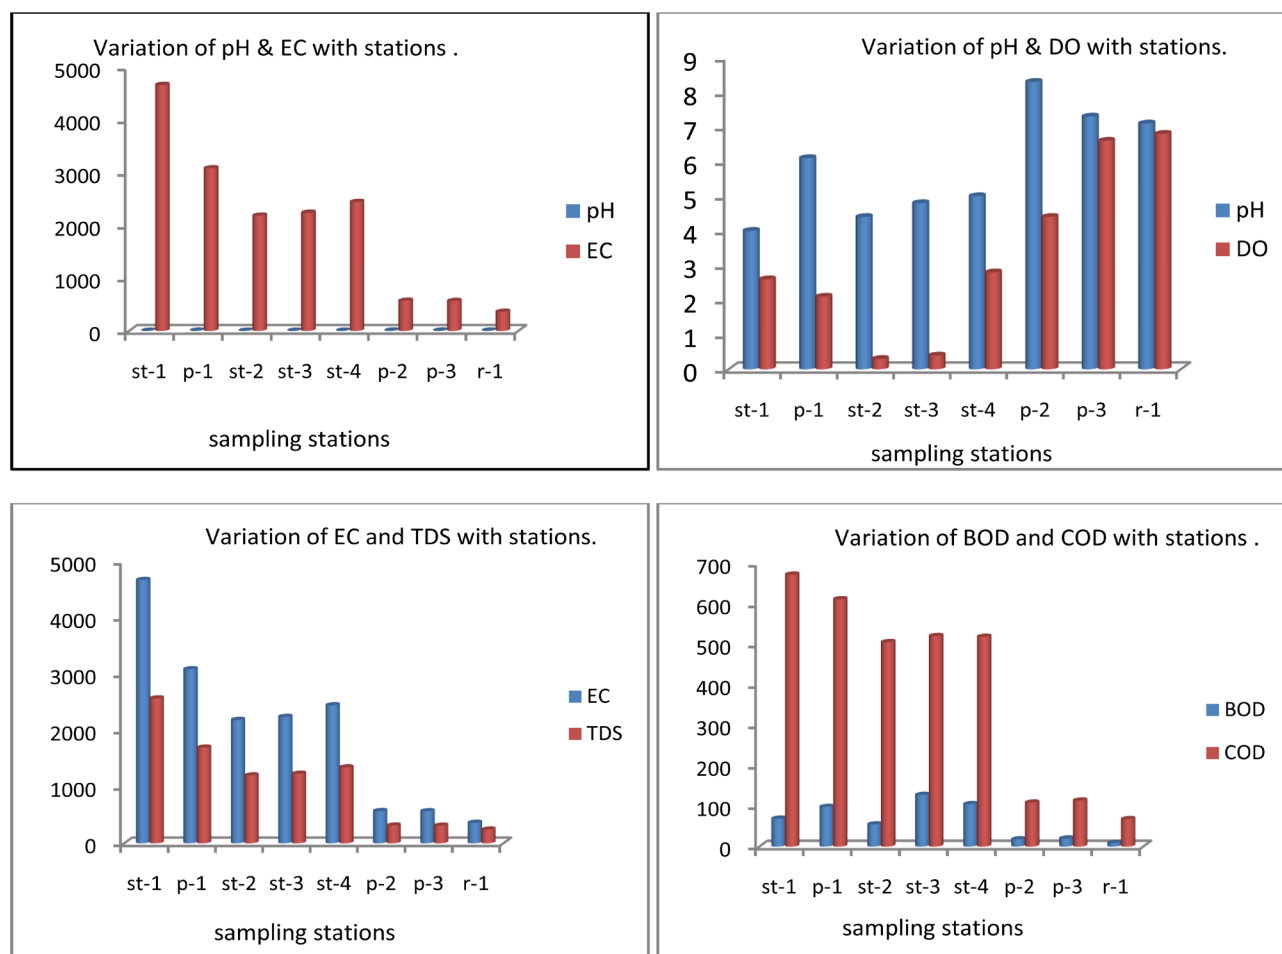 Variation of pH & EC with stations .
5000
4000
3000
2000
1000
0
pH
EC
st-1 p-1 st-2 st-3 st-4 p-2 p-3 r-1
sampling stations
Variation of pH & DO with stations.
9
8
7
6
5
4
3
2
1
0
pH
DO
st-1 p-1 st-2 st-3 st-4 p-2 p-3 r-1
sampling stations
Variation of EC and TDS with stations.
5000
4000
3000
2000
1000
0
EC
TDS
st-1 p-1 st-2 st-3 st-4 p-2 p-3 r-1
sampling stations
Variation of BOD and COD with stations .
700
600
500
400
300
200
100
0
BOD
COD
st-1 p-1 st-2 st-3 st-4 p-2 p-3 r-1
sampling stations